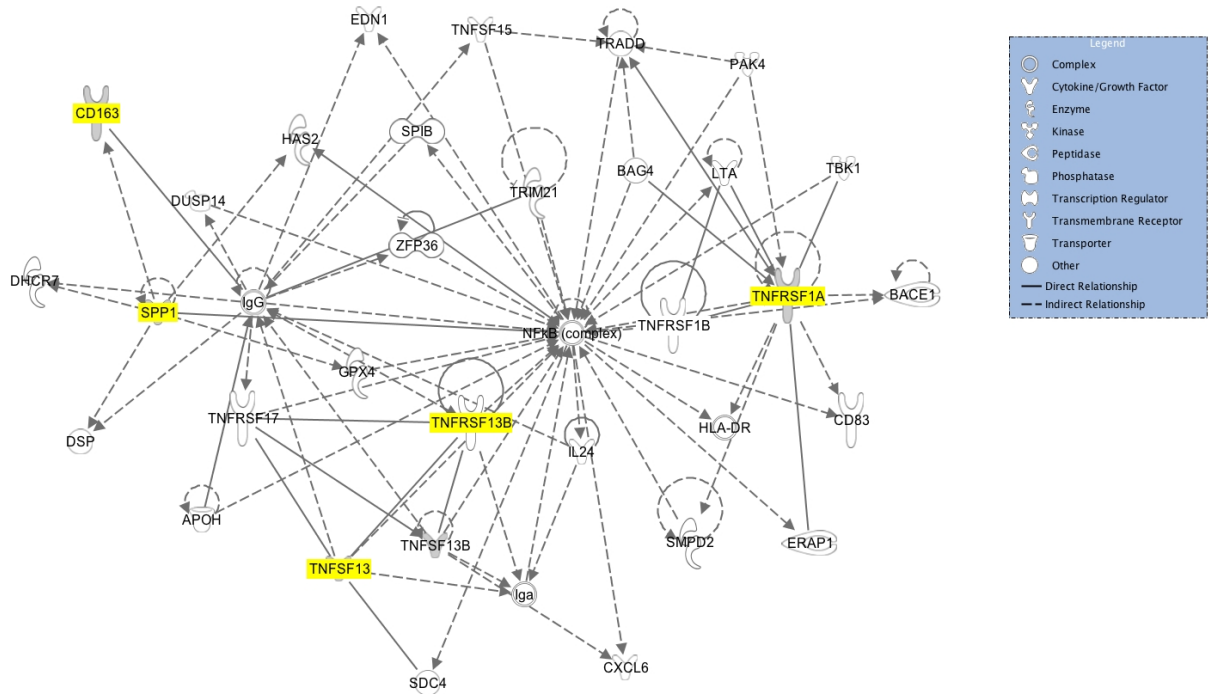 EDN1
TNFSF15
TRADD
PAK4
CD163
HAS2
SPIB
TRIM21
BAG4
LTA
TBK1
DUSP14
ZFP36
DHCR7
SPP1
IgG
TNFRSF1A
BACE1
NFkB (complex)
TNFRSF1B
GPX4
TNFRSF17
TNFRSF13B
DSP
IL24
HLA-DR
CD83
APOH
TNFSF13B
SMPD2
ERAP1
TNFSF13
Iga
SDC4
CXCL6
Legend
Complex
Cytokine/Growth Factor
Enzyme
Kinase
Peptidase
Phosphatase
Transcription Regulator
Transmembrane Receptor
Transporter
Other
Direct Relationship
Indirect Relationship